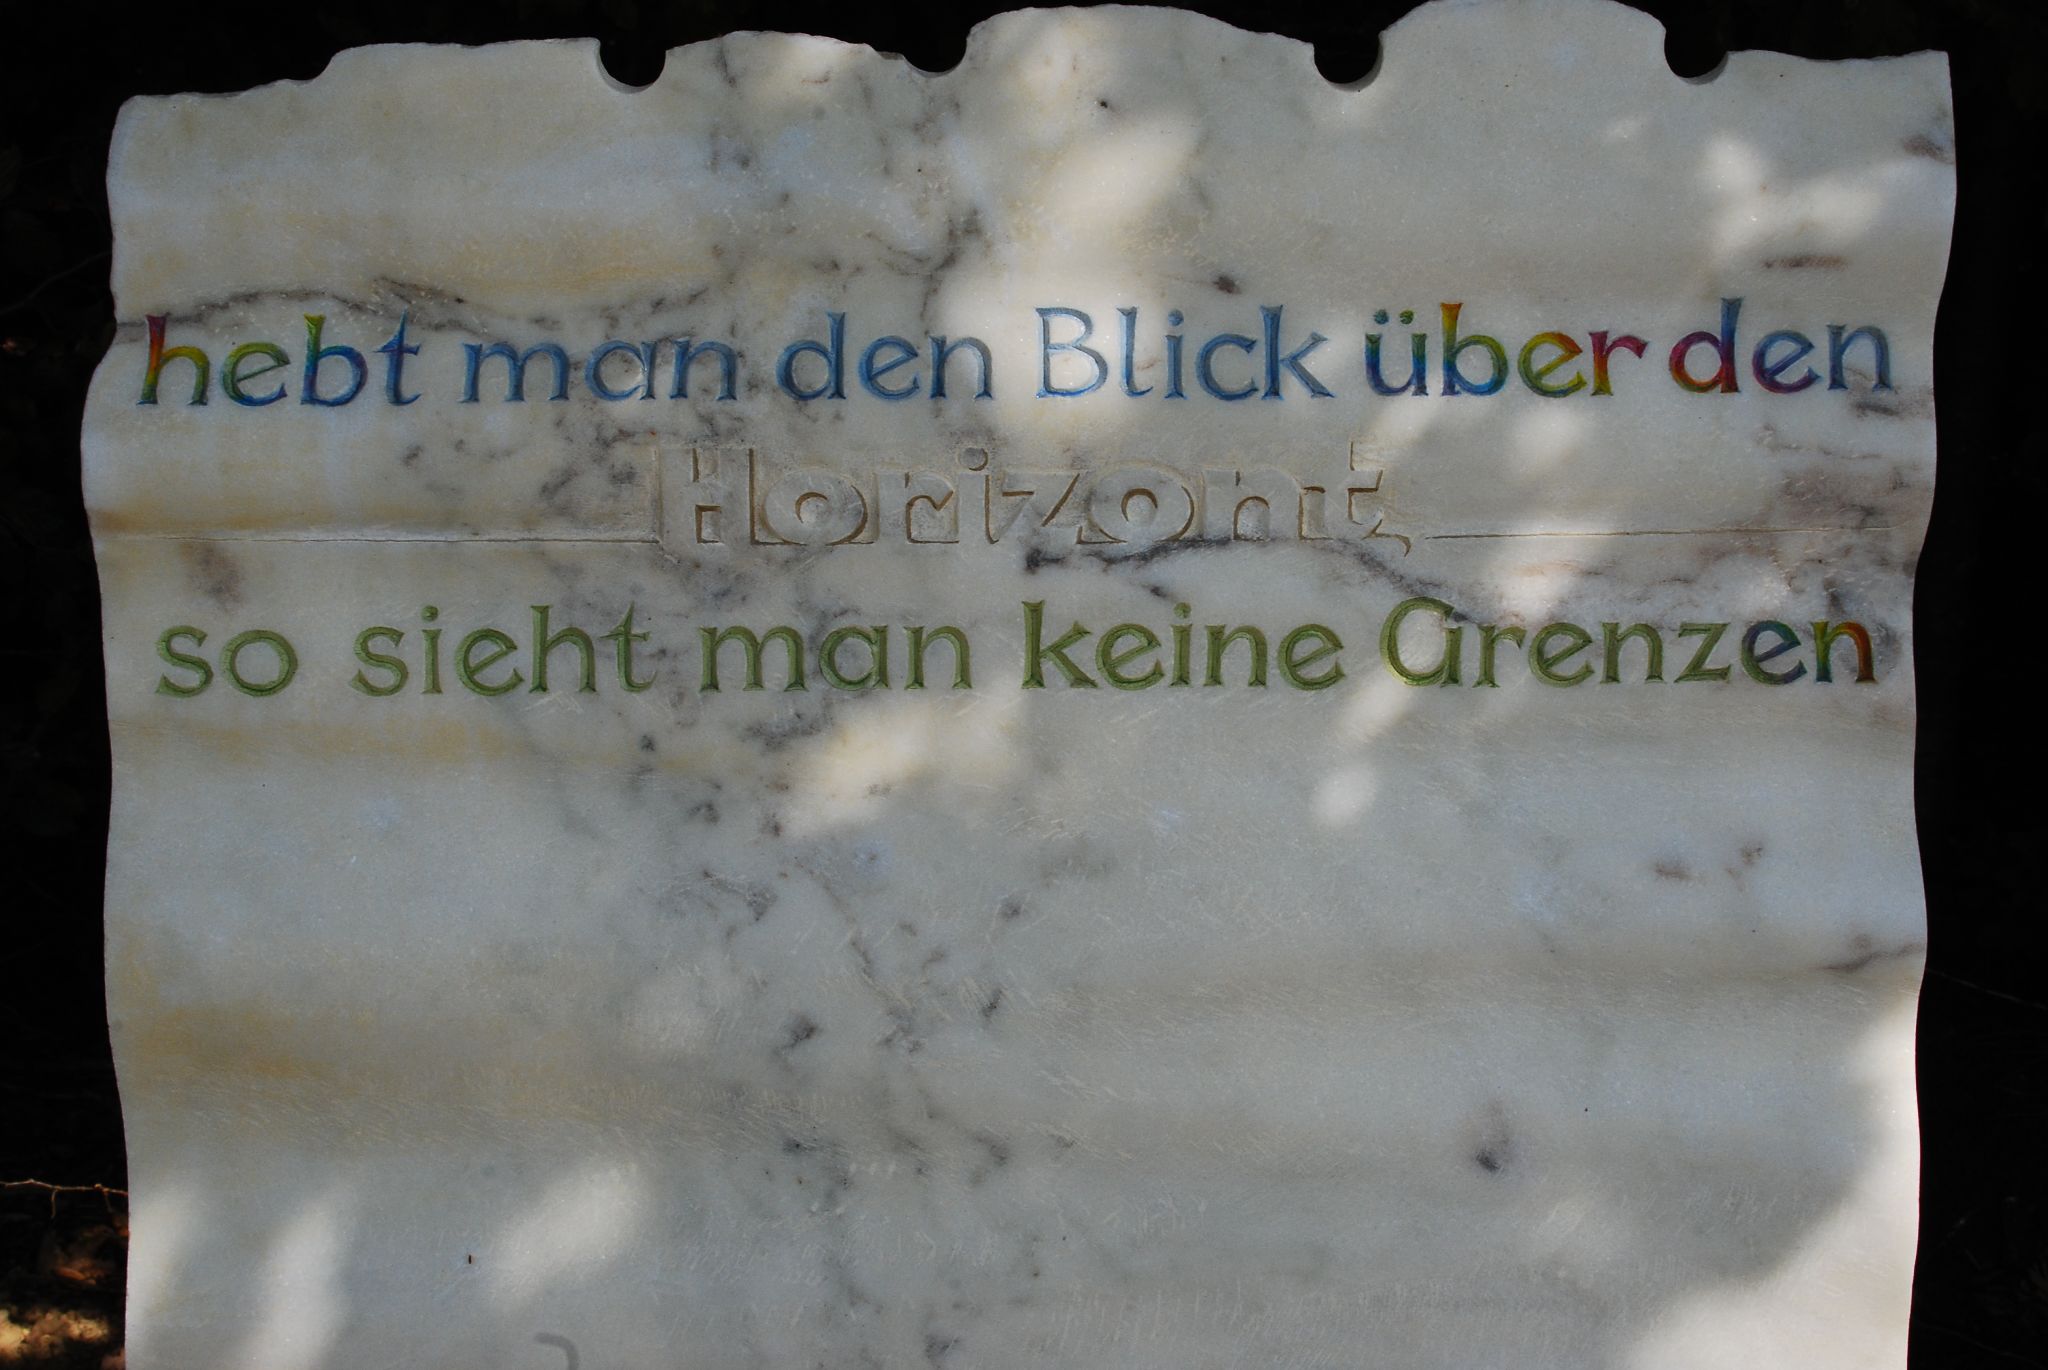 hebt man den Blick über den
Horizont
so sieht man keine Grenzen